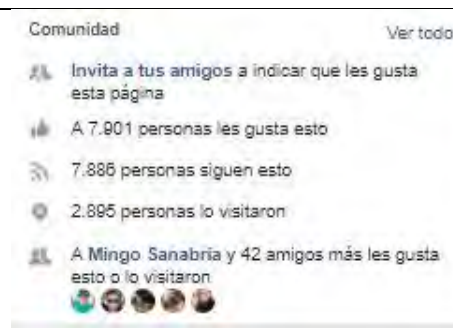 Comunidad
Ver todo
Invita a tus amigos a indicar que les gusta
esta página
A 7.901 personas les gusta esto
7.886 personas siguen esto
2.895 personas lo visitaron
A Mingo Sanabria y 42 amigos más les gusta
esto o lo visitaron